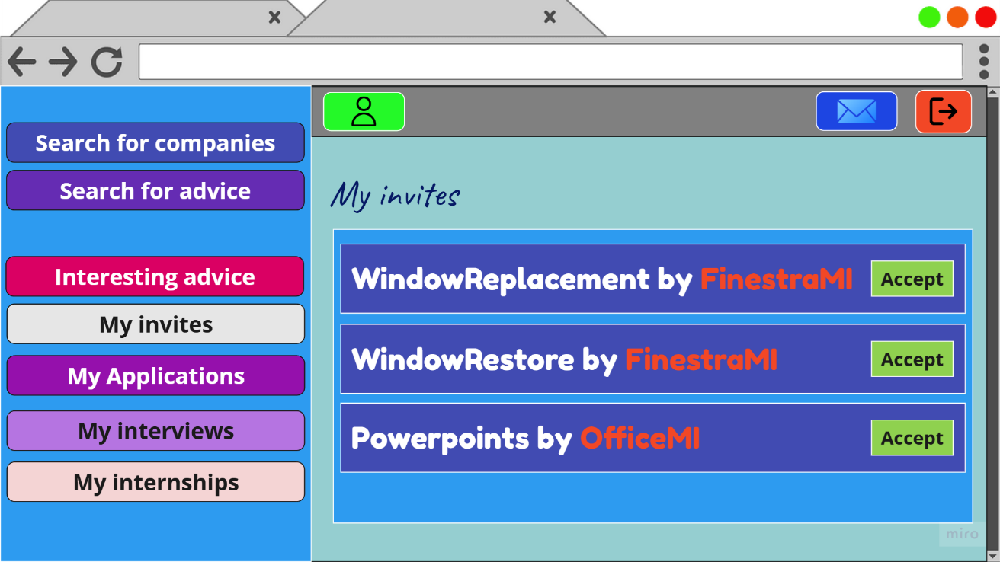 Search for companies
Search for advice
Interesting advice
My invites
My Applications
My interviews
My internships
My invites
WindowReplacement by FinestraMI Accept
WindowRestore by FinestraMI Accept
Powerpoints by OfficeMI Accept
miro